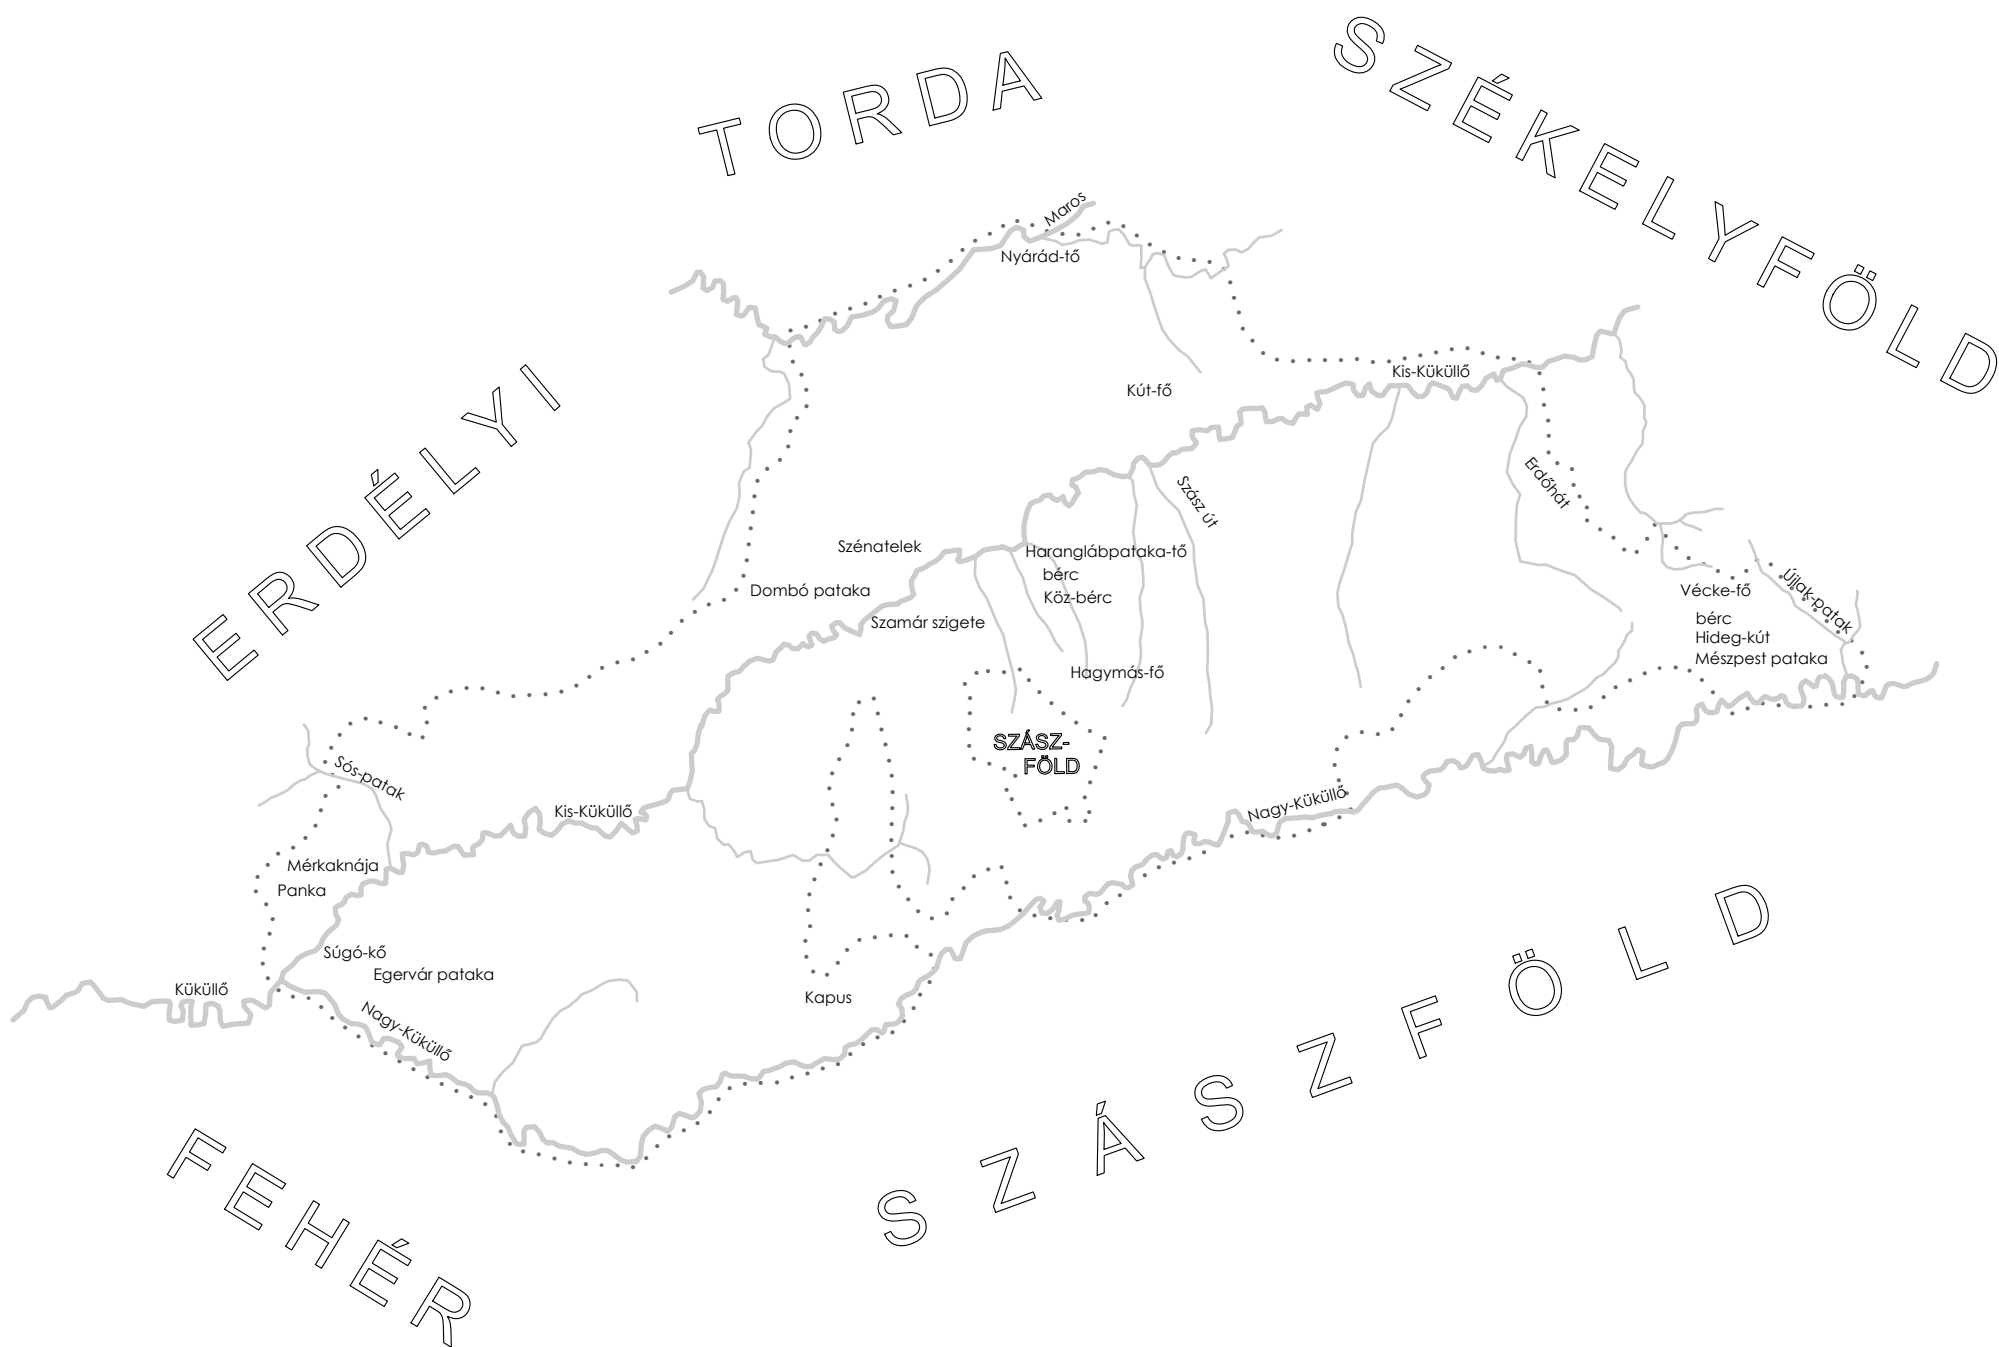 SZÉKELYFÖLD
TORDA
Maros
Nyárád-tő
ERDÉLYI
Kis-Küküllő
Kút-fő
Erdőhát
Szász út
Szénatelek
Haranglábpataka-tő
bérc
Köz-bérc
Dombó pataka
Szamár szigete
Hagymás-fő
Vécke-fő
Újlak-patak
bérc
Hideg-kút
Mészpest pataka
SZÁSZ-
FÖLD
Sós-patak
Kis-Küküllő
Nagy-Küküllő
Mérkaknája
Panka
Súgó-kő
Egervár pataka
Küküllő
Nagy-Küküllő
Kapus
SZÁSZFÖLD
FEHÉR